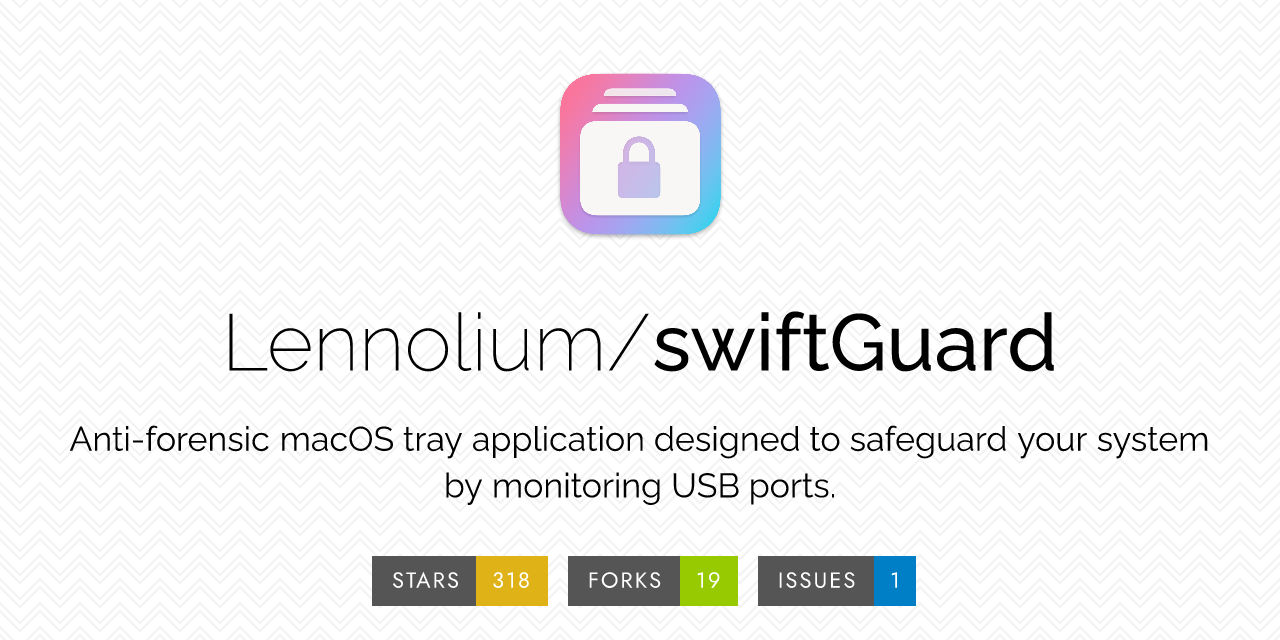 Lennolium/swiftGuard
Anti-forensic macOS tray application designed to safeguard your system
by monitoring USB ports.
STARS 318 FORKS 19 ISSUES 1